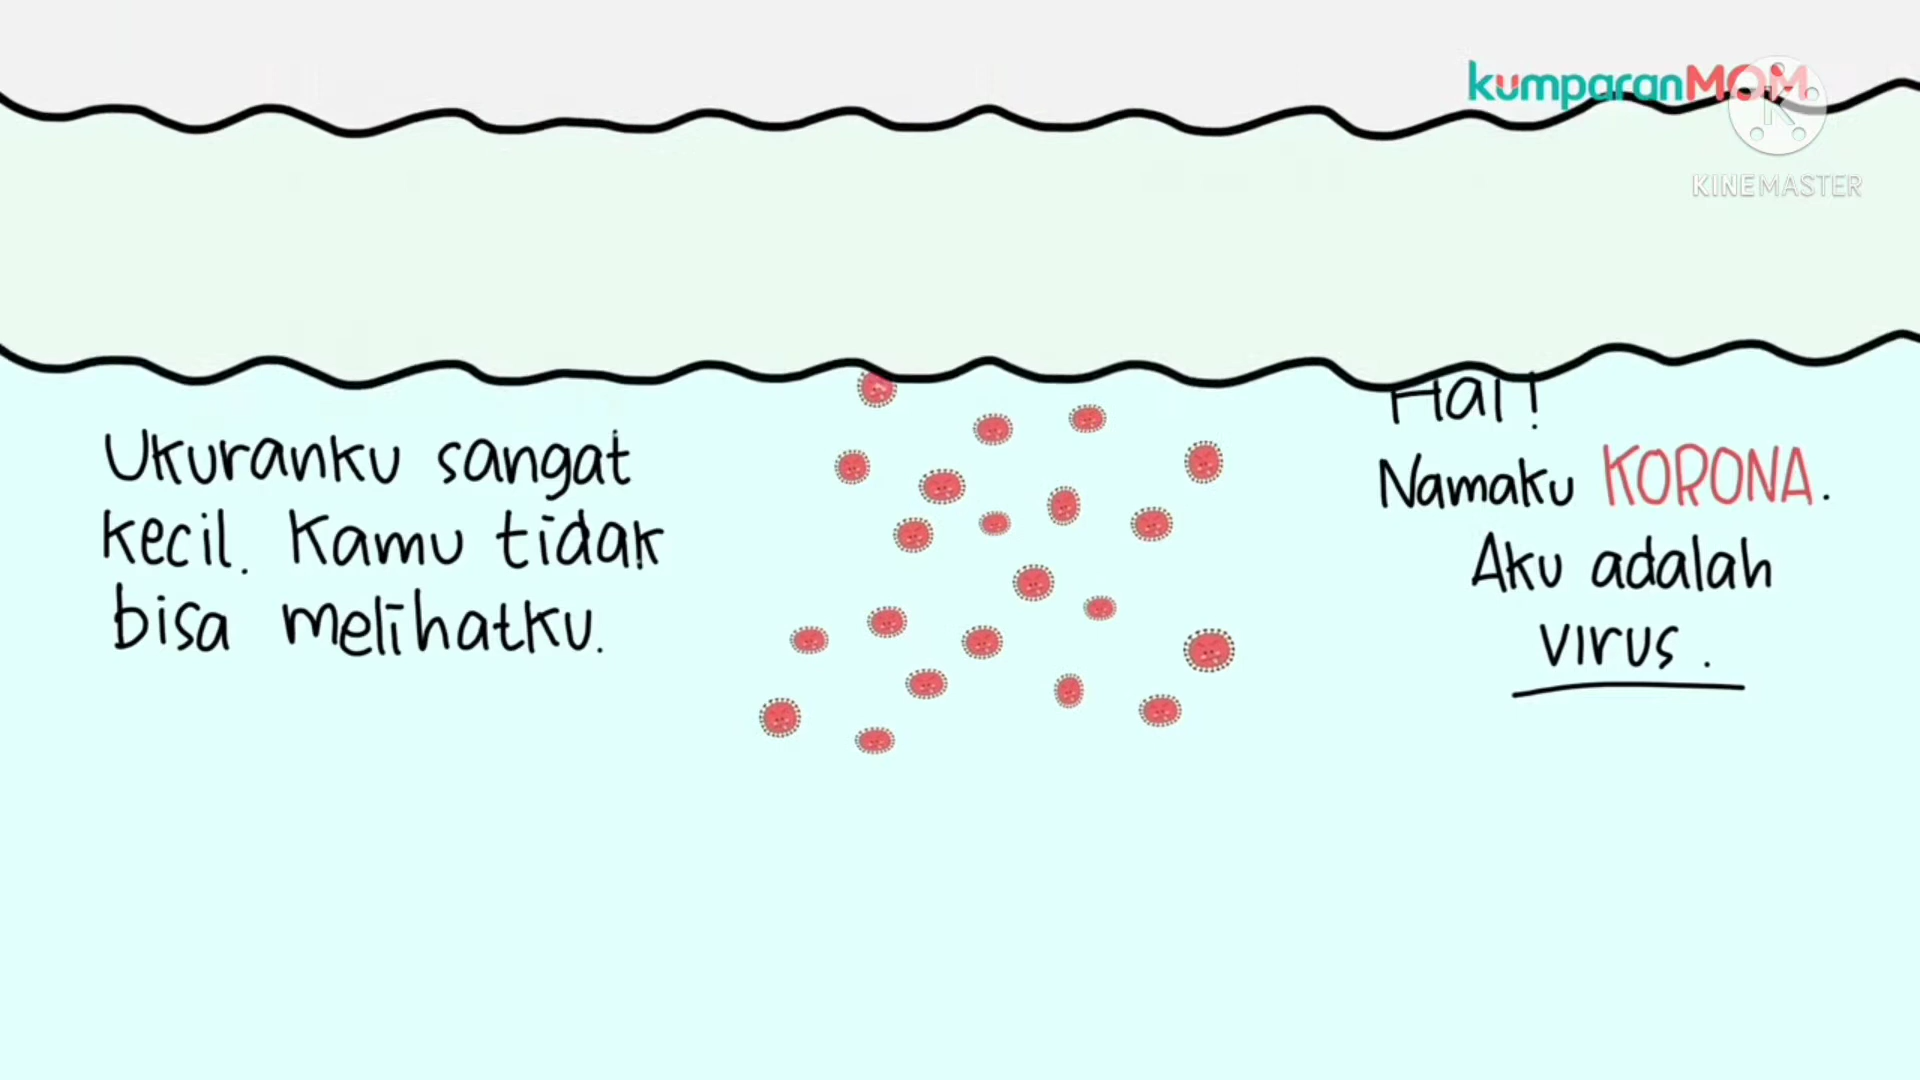 kumparanMOM
KINEMASTER
Ukuranku sangat
kecil. Kamu tidak
bisa melihatku.
Hai!
Namaku KORONA.
Aku adalah
virus.